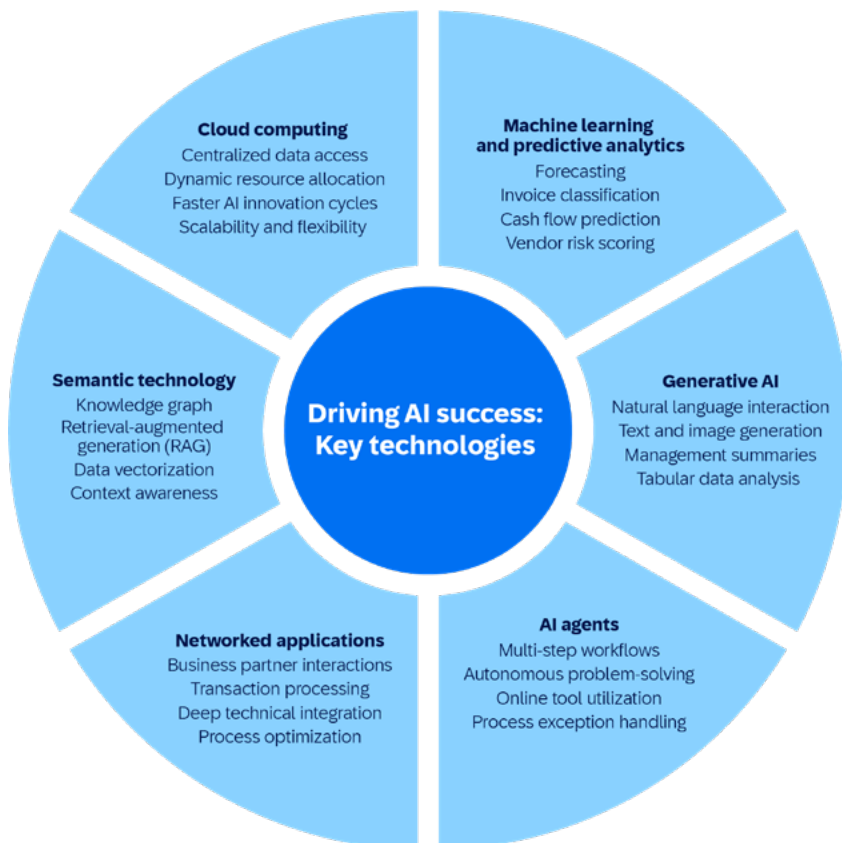 Cloud computing
Centralized data access
Dynamic resource allocation
Faster AI innovation cycles
Scalability and flexibility
Machine learning
and predictive analytics
Forecasting
Invoice classification
Cash flow prediction
Vendor risk scoring
Semantic technology
Knowledge graph
Retrieval-augmented
generation (RAG)
Data vectorization
Context awareness
Driving AI success:
Key technologies
Generative AI
Natural language interaction
Text and image generation
Management summaries
Tabular data analysis
Networked applications
Business partner interactions
Transaction processing
Deep technical integration
Process optimization
AI agents
Multi-step workflows
Autonomous problem-solving
Online tool utilization
Process exception handling